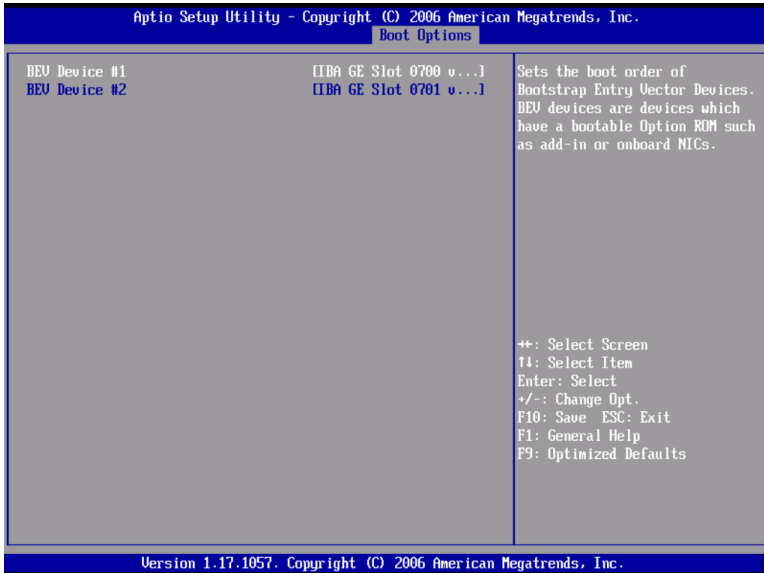 Aptio Setup Utility - Copyright (C) 2006 American Megatrends, Inc.
Boot Options
BEV Device #1 [IBA GE Slot 0700 v...]
BEV Device #2 [IBA GE Slot 0701 v...]
Sets the boot order of
Bootstrap Entry Vector Devices.
BEV devices are devices which
have a bootable Option ROM such
as add-in or onboard NICs.
→←: Select Screen
↑↓: Select Item
Enter: Select
+/-: Change Opt.
F10: Save ESC: Exit
F1: General Help
F9: Optimized Defaults
Version 1.17.1057. Copyright (C) 2006 American Megatrends, Inc.